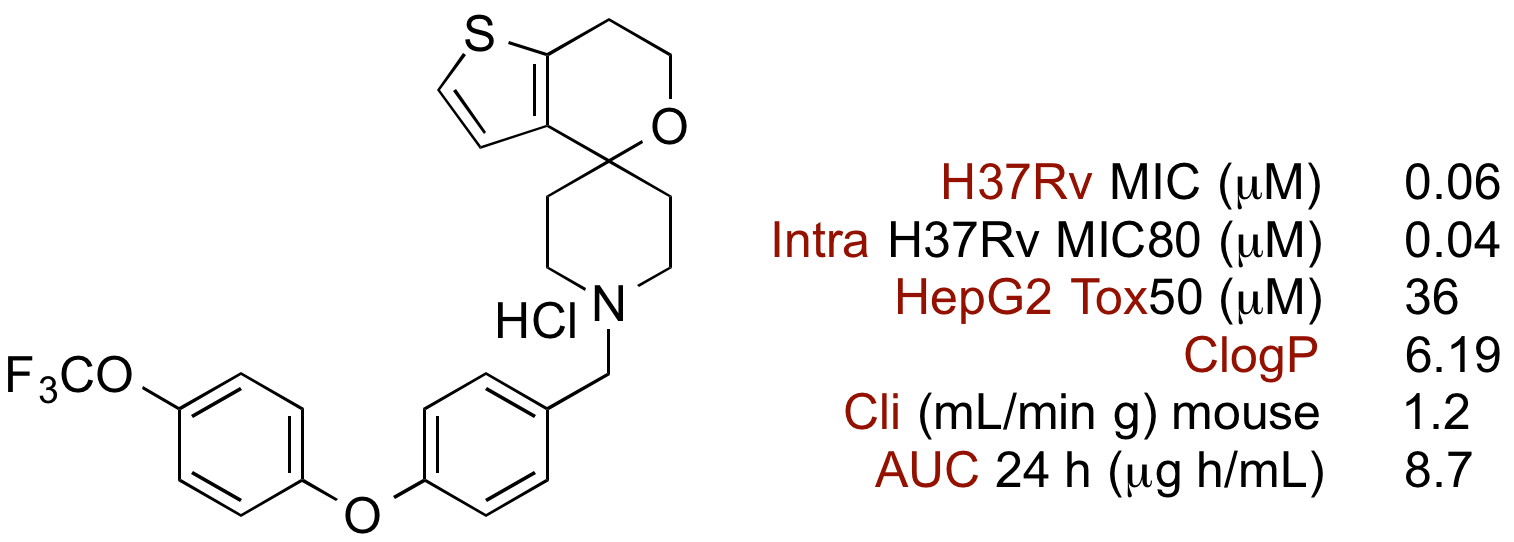 S
O
N
HCl
F3CO
O
H37Rv MIC (μM) 0.06
Intra H37Rv MIC80 (μM) 0.04
HepG2 Tox50 (μM) 36
ClogP 6.19
Cli (mL/min g) mouse 1.2
AUC 24 h (μg h/mL) 8.7